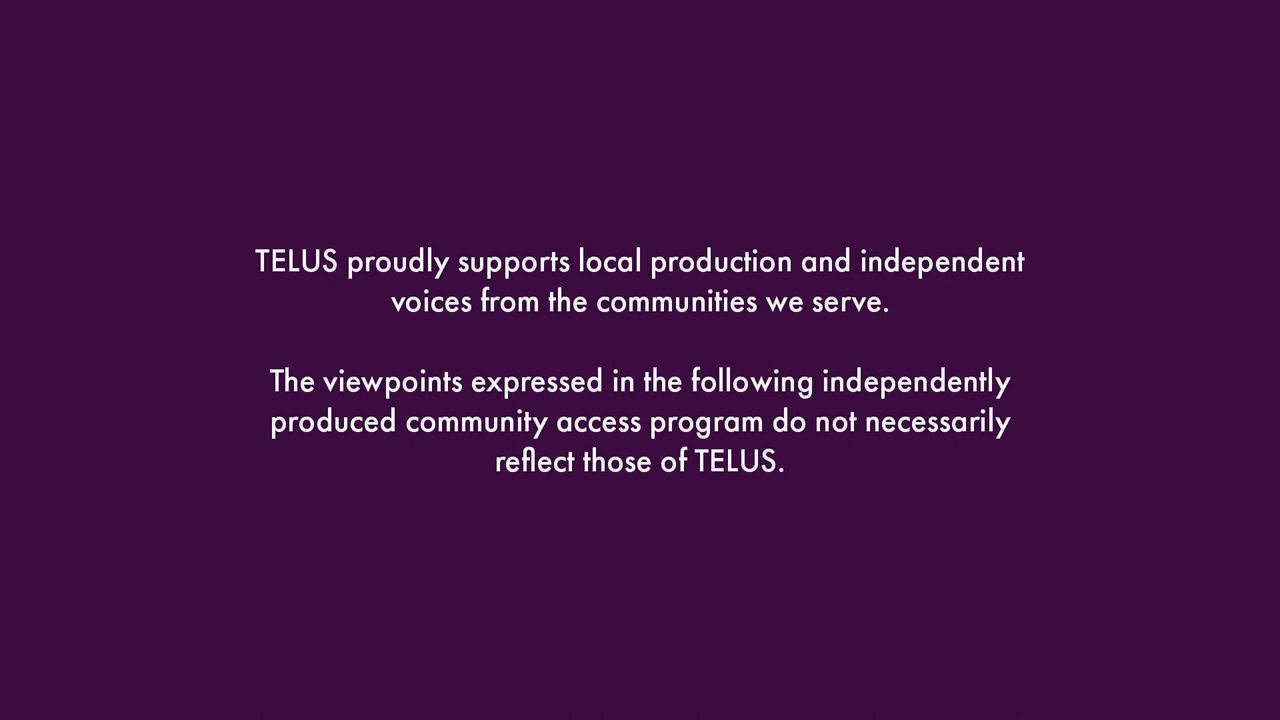 TELUS proudly supports local production and independent
voices from the communities we serve.
The viewpoints expressed in the following independently
produced community access program do not necessarily
reflect those of TELUS.